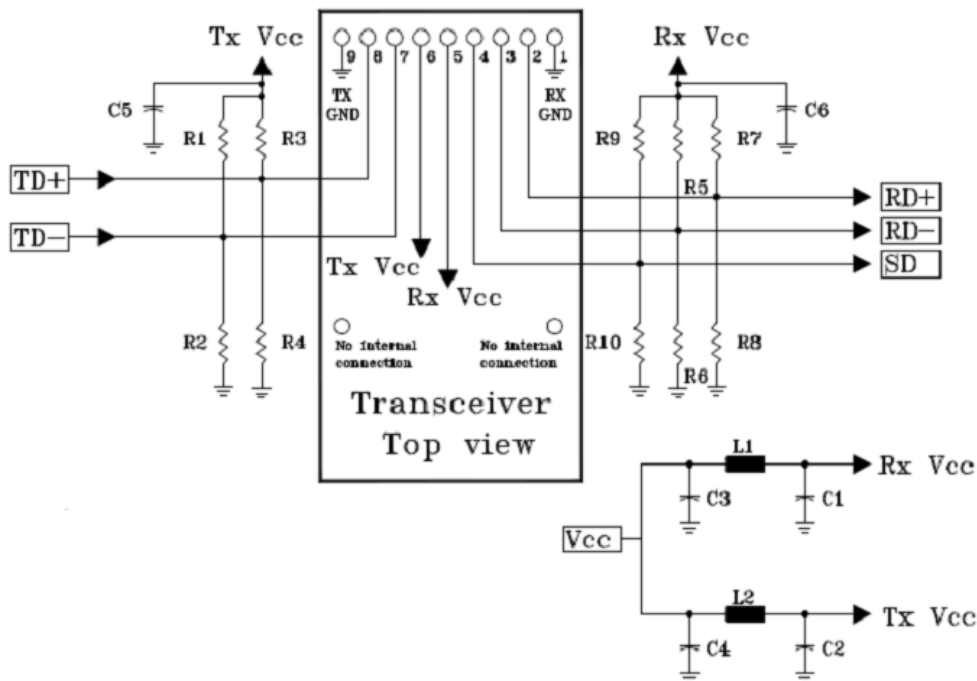 Tx Vcc
Rx Vcc
9 8 7 6 5 4 3 2 1
TX
GND
RX
GND
C5
R1
R3
R9
R7
C6
TD+
R5
RD+
TD-
RD-
Tx Vcc
SD
Rx Vcc
R2
R4
No internal
connection
No internal
connection
R10
R8
R6
Transceiver
Top view
L1
Rx Vcc
C3
C1
Vcc
L2
Tx Vcc
C4
C2